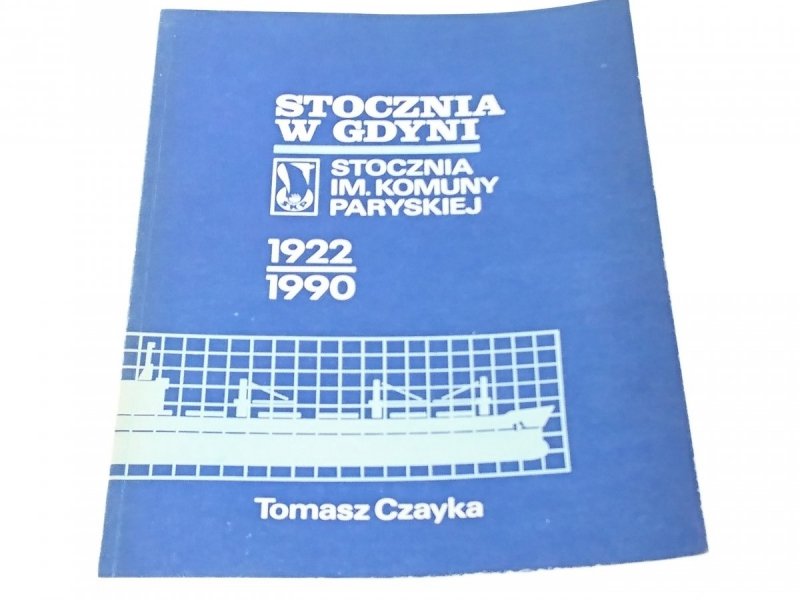 STOCZNIA
W GDYNI
STOCZNIA
IM. KOMUNY
PARYSKIEJ
1922
1990
Tomasz Czayka